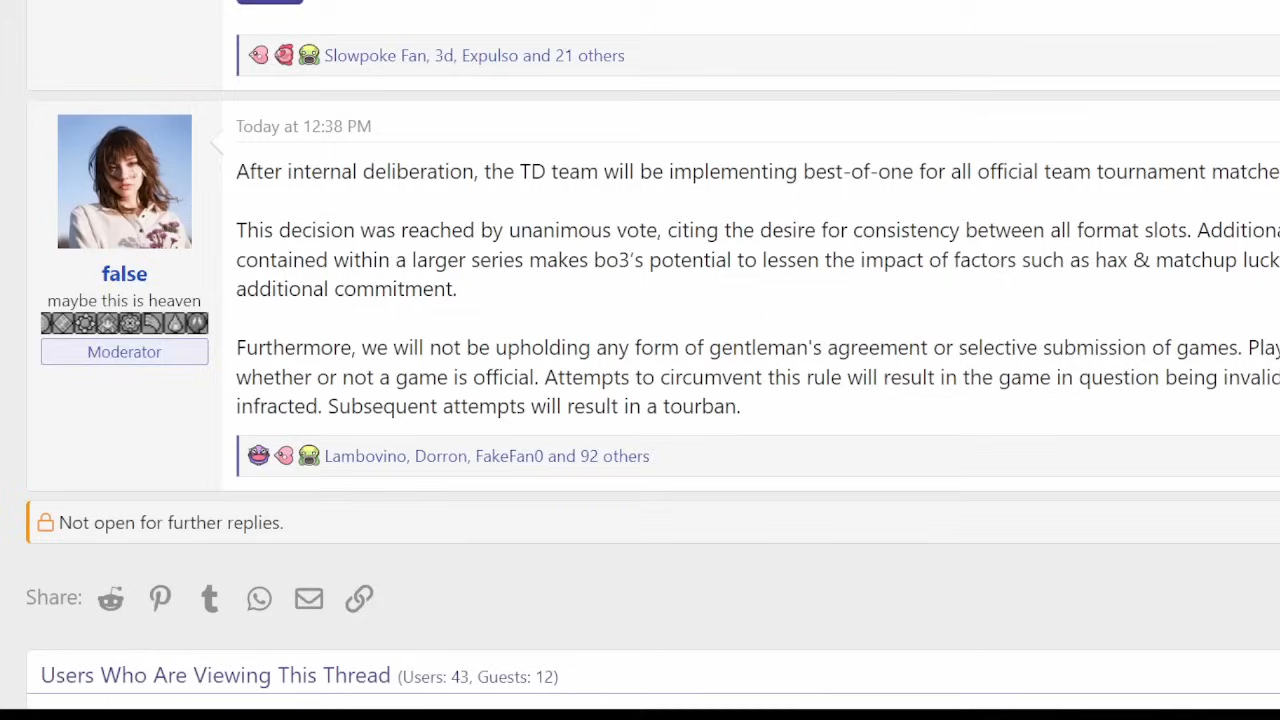 Slowpoke Fan, 3d, Expulso and 21 others
Today at 12:38 PM
After internal deliberation, the TD team will be implementing best-of-one for all official team tournament matche
This decision was reached by unanimous vote, citing the desire for consistency between all format slots. Additiona
contained within a larger series makes bo3's potential to lessen the impact of factors such as hax & matchup luck
additional commitment.
Furthermore, we will not be upholding any form of gentleman's agreement or selective submission of games. Play
whether or not a game is official. Attempts to circumvent this rule will result in the game in question being invalid
infracted. Subsequent attempts will result in a tourban.
false
maybe this is heaven
Moderator
Lambovino, Dorron, FakeFan0 and 92 others
Not open for further replies.
Share:
Users Who Are Viewing This Thread (Users: 43, Guests: 12)